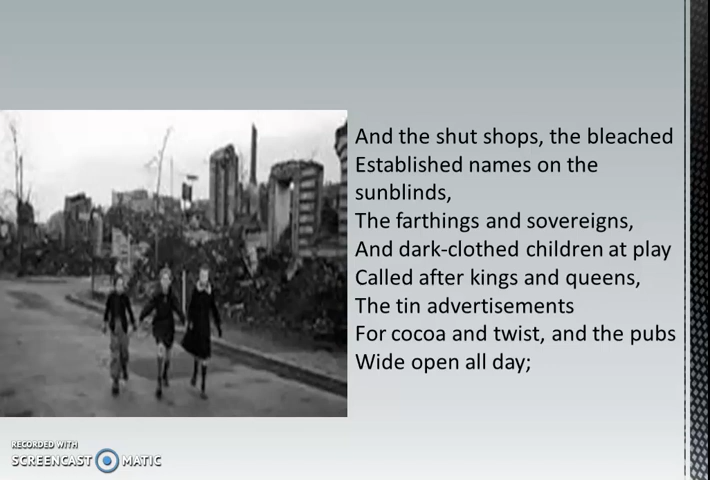 And the shut shops, the bleached
Established names on the
sunblinds,
The farthings and sovereigns,
And dark-clothed children at play
Called after kings and queens,
The tin advertisements
For cocoa and twist, and the pubs
Wide open all day;
RECORDED WITH
SCREENCAST MATIC